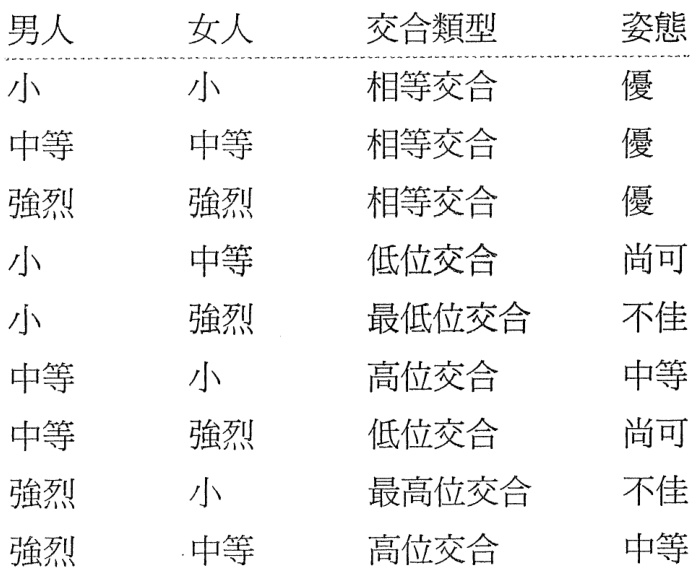 男人 女人 交合類型 姿態
小 小 相等交合 優
中等 中等 相等交合 優
強烈 強烈 相等交合 優
小 中等 低位交合 尚可
小 強烈 最低位交合 不佳
中等 小 高位交合 中等
中等 強烈 低位交合 尚可
強烈 小 最高位交合 不佳
強烈 中等 高位交合 中等